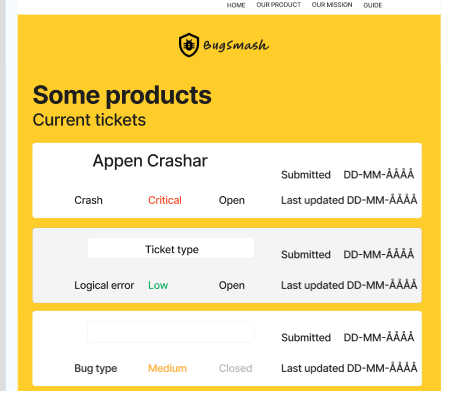 HOME OUR PRODUCT OUR MISSION GUIDE
BugSmash
Some products
Current tickets
Appen Crashar
Submitted DD-MM-ÅÅÅÅ
Crash Critical Open Last updated DD-MM-ÅÅÅÅ
Ticket type
Submitted DD-MM-ÅÅÅÅ
Logical error Low Open Last updated DD-MM-ÅÅÅÅ
Submitted DD-MM-ÅÅÅÅ
Bug type Medium Closed Last updated DD-MM-ÅÅÅÅ